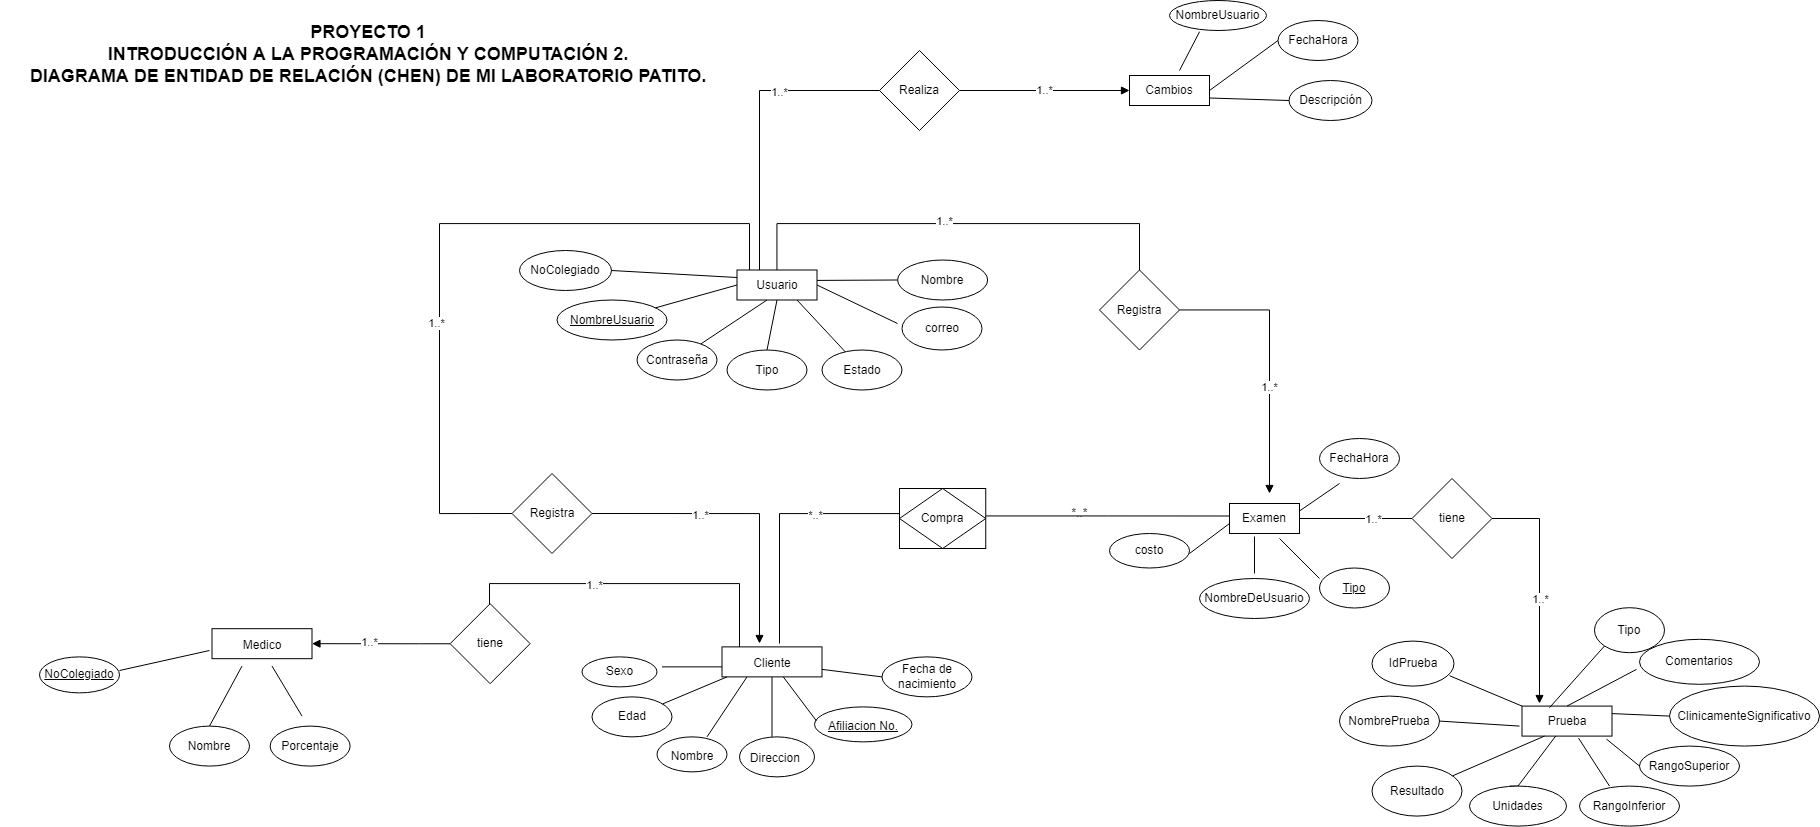 PROYECTO 1
INTRODUCCIÓN A LA PROGRAMACIÓN Y COMPUTACIÓN 2.
DIAGRAMA DE ENTIDAD DE RELACIÓN (CHEN) DE MI LABORATORIO PATITO.
NombreUsuario
FechaHora
Descripción
Cambios
1..*
Realiza
1..*
1..*
1..*
NoColegiado
NombreUsuario
Contraseña
Tipo
Estado
correo
Nombre
Usuario
Registra
1..*
1..*
Registra
1..*
*..*
Compra
*..*
FechaHora
Examen
costo
NombreDeUsuario
Tipo
1..*
tiene
1..*
1..*
tiene
1..*
Medico
NoColegiado
Nombre
Porcentaje
Cliente
Sexo
Edad
Nombre
Direccion
Afiliacion No.
Fecha de
nacimiento
Tipo
Comentarios
IdPrueba
NombrePrueba
Prueba
ClinicamenteSignificativo
RangoSuperior
Resultado
Unidades
RangoInferior